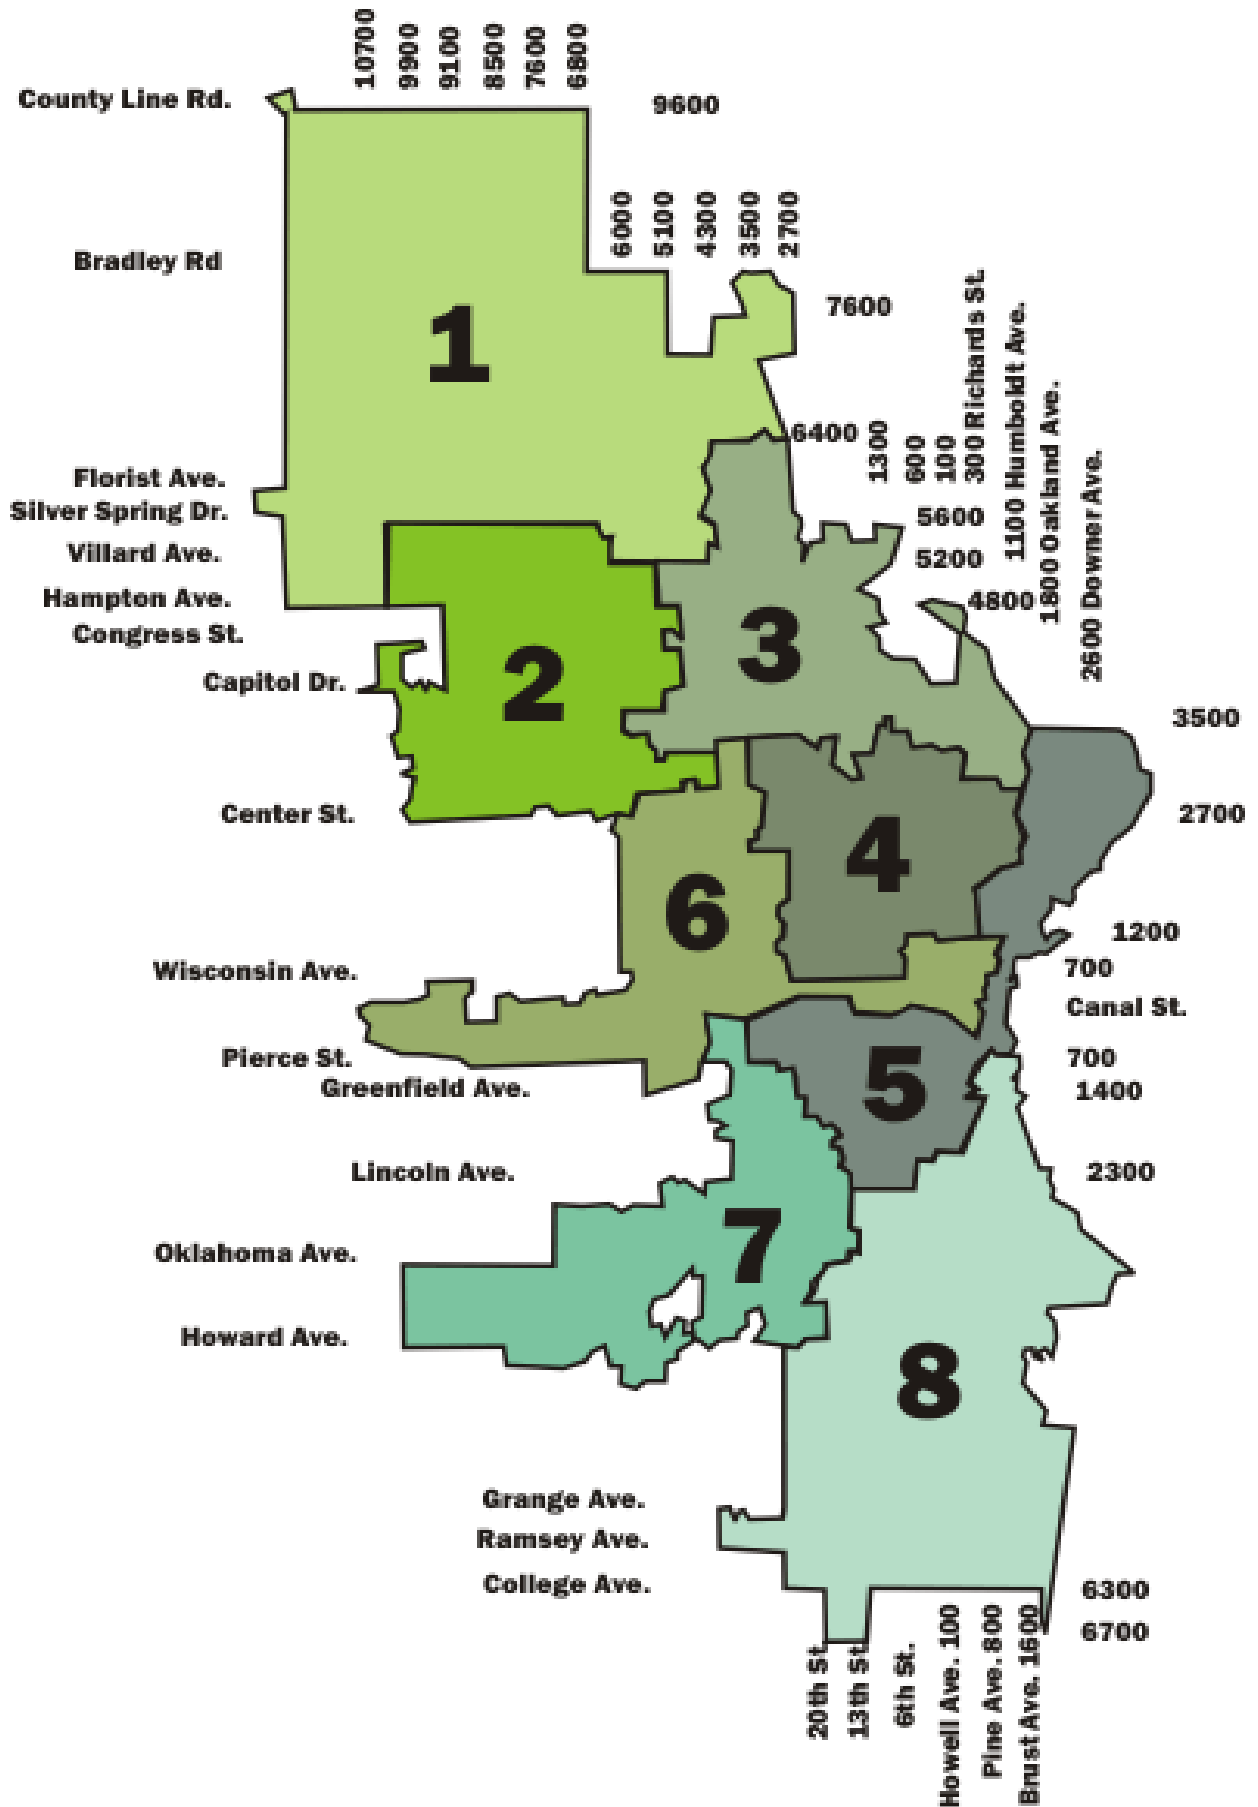 10700
9900
9100
8500
7600
6800
County Line Rd.
9600
6000
5100
4300
3500
2700
Bradley Rd
7600
1
300 Richards St.
1100 Humboldt Ave.
1800 Oakland Ave.
2600 Downer Ave.
6400
1300
600
100
Florist Ave.
Silver Spring Dr.
5600
Villard Ave.
5200
Hampton Ave.
4800
Congress St.
3
2
Capitol Dr.
3500
Center St.
2700
4
6
1200
Wisconsin Ave.
700
Canal St.
Pierce St.
700
5
Greenfield Ave.
1400
Lincoln Ave.
2300
7
Oklahoma Ave.
Howard Ave.
8
Grange Ave.
Ramsey Ave.
College Ave.
6300
6700
20th St.
13th St.
6th St.
Howell Ave. 100
Pine Ave. 800
Brust Ave. 1600